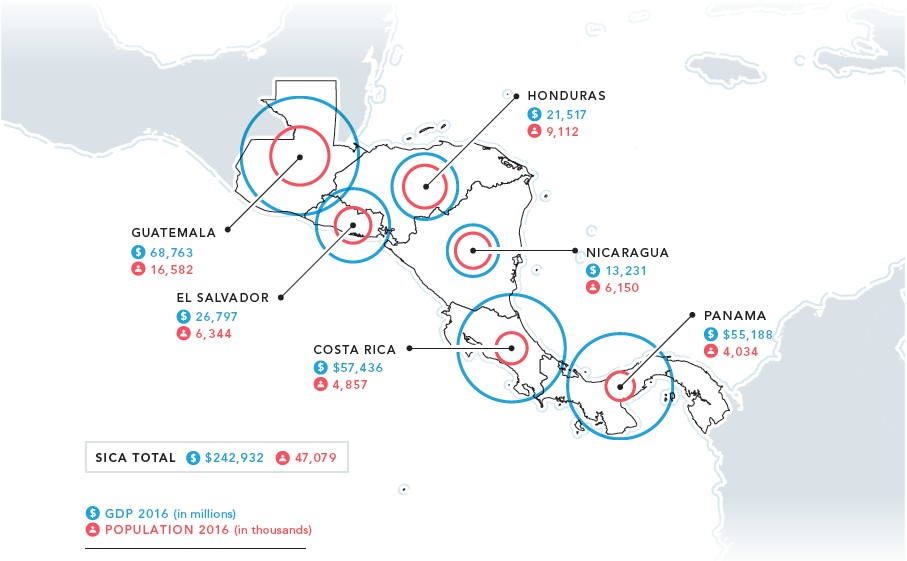 HONDURAS
$ 21,517
9,112
GUATEMALA
$ 68,763
16,582
NICARAGUA
$ 13,231
6,150
EL SALVADOR
$ 26,797
6,344
PANAMA
$ $55,188
4,034
COSTA RICA
$ $57,436
4,857
SICA TOTAL $ $242,932 47,079
$ GDP 2016 (in millions)
POPULATION 2016 (in thousands)